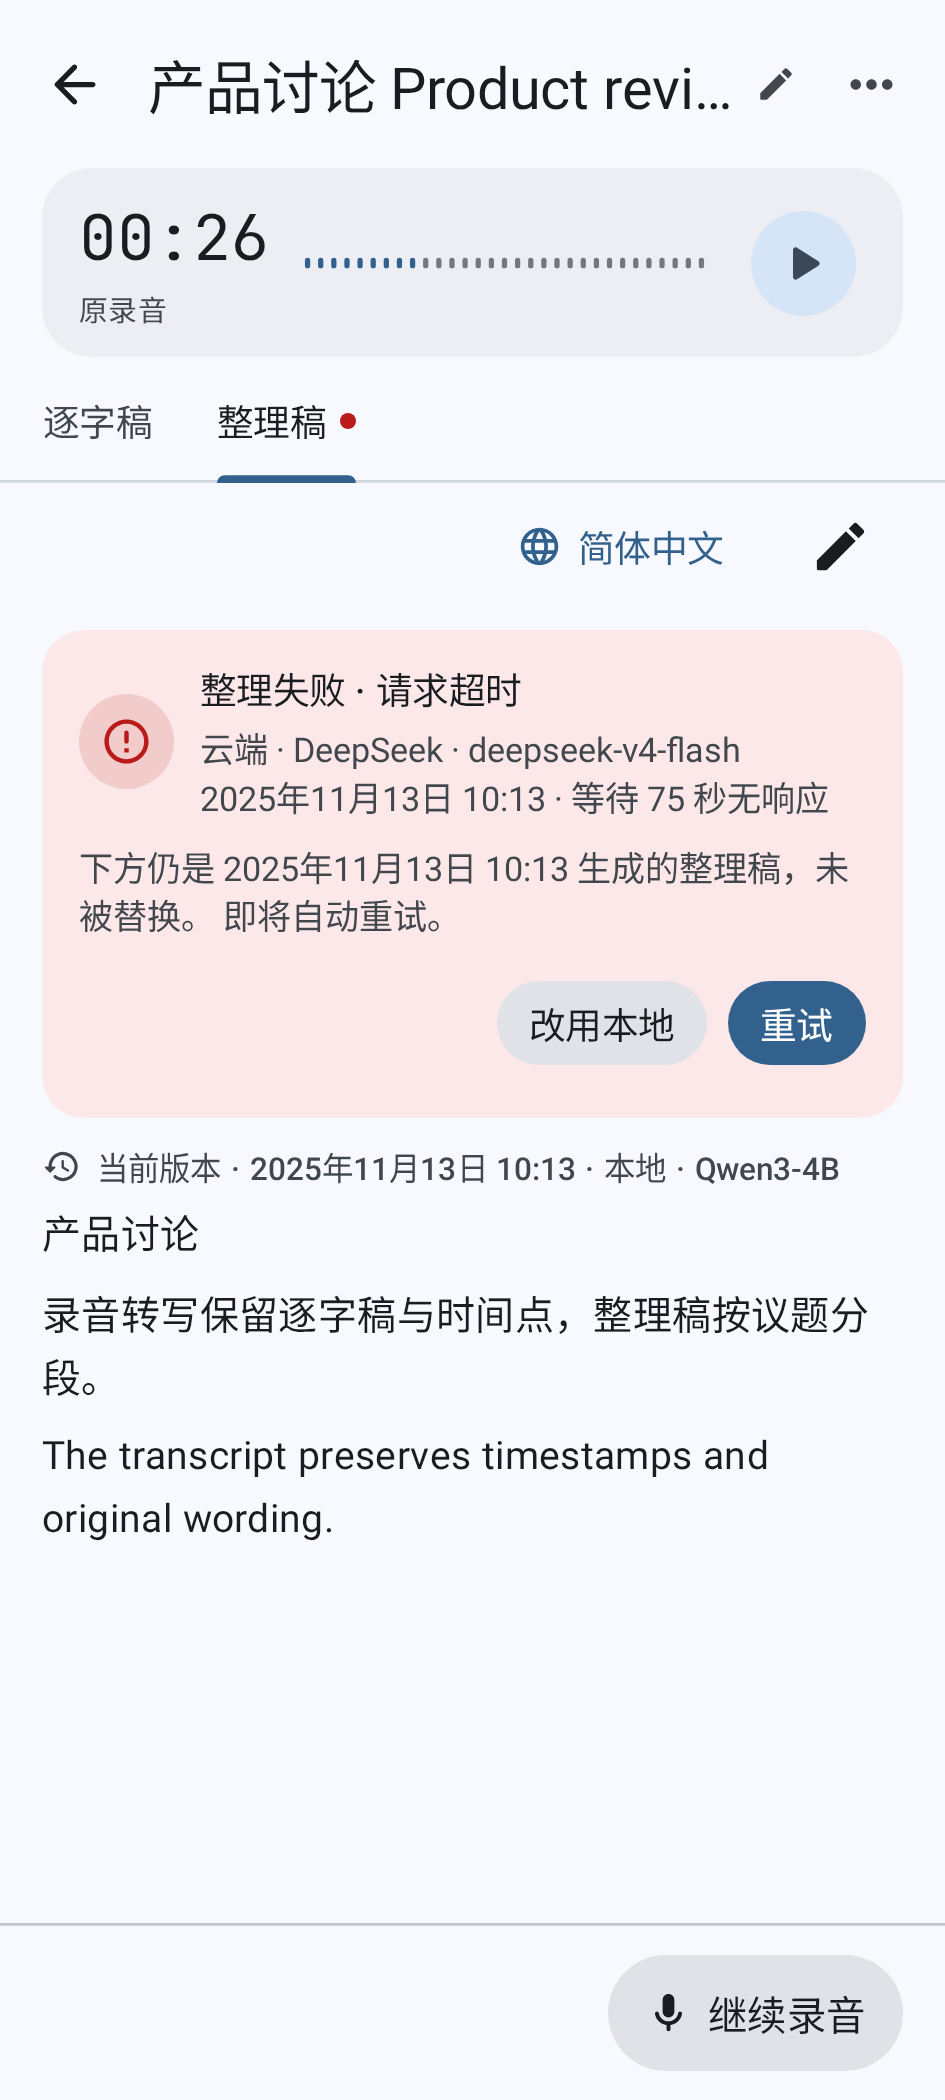 产品讨论 Product revi...
00:26
原录音
逐字稿 整理稿
简体中文
整理失败 · 请求超时
云端 · DeepSeek · deepseek-v4-flash
2025年11月13日 10:13 · 等待 75 秒无响应
下方仍是 2025年11月13日 10:13 生成的整理稿，未
被替换。 即将自动重试。
改用本地 重试
当前版本 · 2025年11月13日 10:13 · 本地 · Qwen3-4B
产品讨论
录音转写保留逐字稿与时间点，整理稿按议题分
段。
The transcript preserves timestamps and
original wording.
继续录音